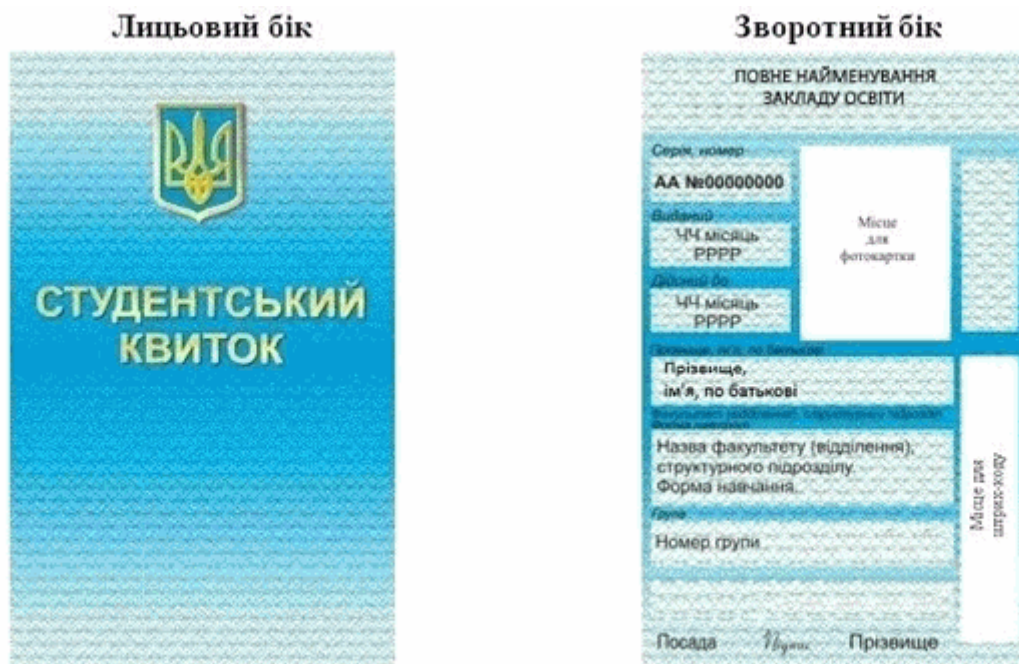 Лицьовий бік
СТУДЕНТСЬКИЙ
КВИТОК
Зворотний бік
ПОВНЕ НАЙМЕНУВАННЯ
ЗАКЛАДУ ОСВІТИ
Серія, номер
АА №00000000
Виданий
ЧЧ місяць
РРРР
Дійсний до
ЧЧ місяць
РРРР
Місце
для
фотокартки
Прізвище, ім'я, по батькові
Прізвище,
ім'я, по батькові
Форма навчання
Назва факультету (відділення),
структурного підрозділу.
Форма навчання.
Група
Номер групи
Місце для
штрих-коду
Посада Прізвище